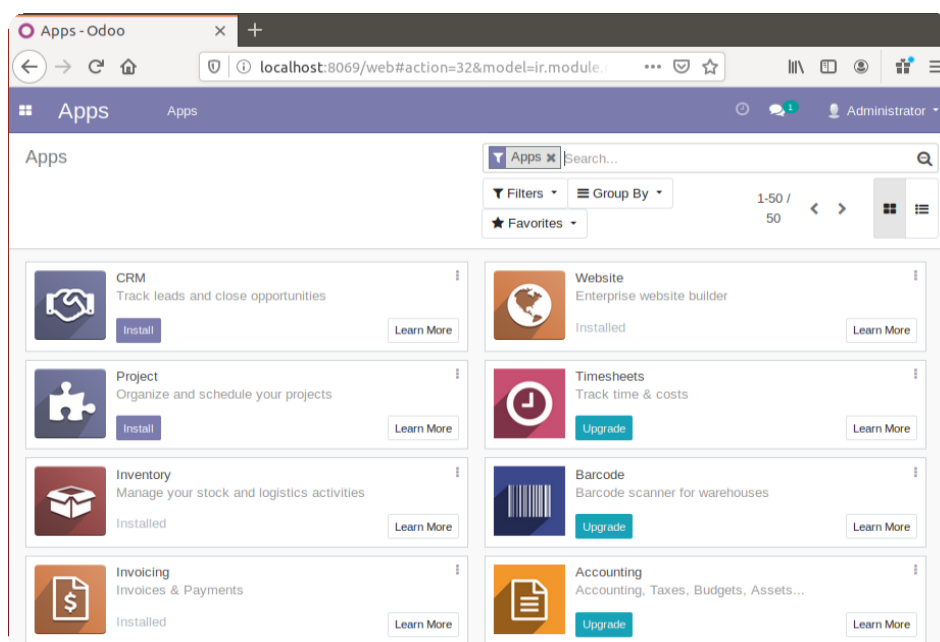 Apps - Odoo
localhost:8069/web#action=32&model=ir.module.
Apps
Apps
1
Administrator
Apps
Apps
Search...
Filters
Group By
Favorites
1-50 /
50
CRM
Track leads and close opportunities
Install
Learn More
Website
Enterprise website builder
Installed
Learn More
Project
Organize and schedule your projects
Install
Learn More
Timesheets
Track time & costs
Upgrade
Learn More
Inventory
Manage your stock and logistics activities
Installed
Learn More
Barcode
Barcode scanner for warehouses
Upgrade
Learn More
Invoicing
Invoices & Payments
Installed
Learn More
Accounting
Accounting, Taxes, Budgets, Assets...
Upgrade
Learn More